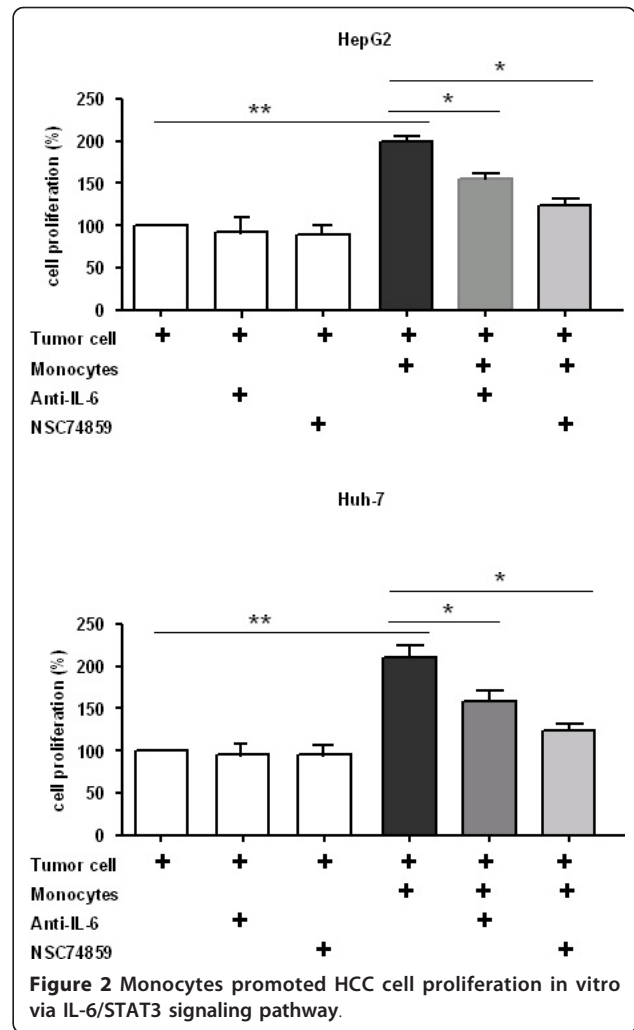 HepG2
*
**
*
250
200
150
100
50
0
cell proliferation (%)
Tumor cell + + + + + +
Monocytes + + +
Anti-IL-6 + +
NSC74859 + +
Huh-7
*
**
*
250
200
150
100
50
0
cell proliferation (%)
Tumor cell + + + + + +
Monocytes + + +
Anti-IL-6 + +
NSC74859 + +
Figure 2 Monocytes promoted HCC cell proliferation in vitro
via IL-6/STAT3 signaling pathway.